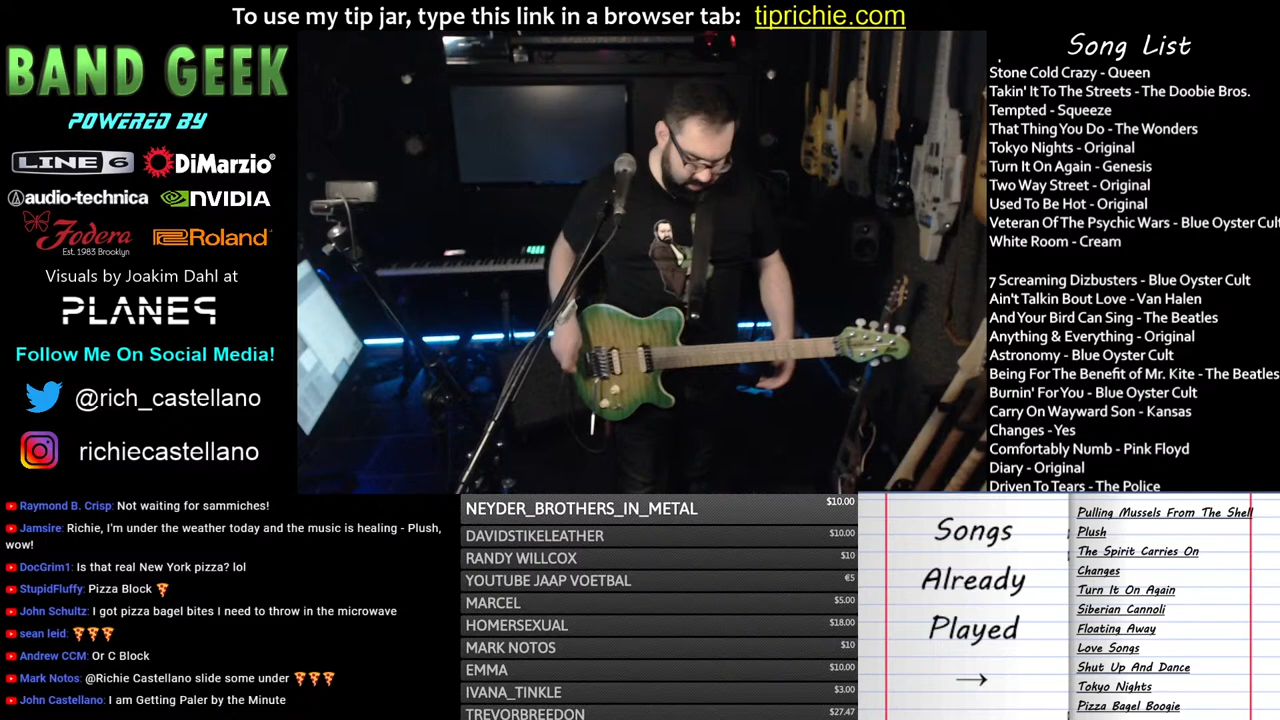 To use my tip jar, type this link in a browser tab: tiprichie.com
BAND GEEK
POWERED BY
LINE 6
DiMarzio
audio-technica
NVIDIA
Fodera
Est. 1983 Brooklyn
Roland
Visuals by Joakim Dahl at
PLANE9
Follow Me On Social Media!
@rich_castellano
richiecastellano
Song List
Stone Cold Crazy - Queen
Takin' It To The Streets - The Doobie Bros.
Tempted - Squeeze
That Thing You Do - The Wonders
Tokyo Nights - Original
Turn It On Again - Genesis
Two Way Street - Original
Used To Be Hot - Original
Veteran Of The Psychic Wars - Blue Oyster Cult
White Room - Cream
7 Screaming Dizbusters - Blue Oyster Cult
Ain't Talkin Bout Love - Van Halen
And Your Bird Can Sing - The Beatles
Anything & Everything - Original
Astronomy - Blue Oyster Cult
Being For The Benefit of Mr. Kite - The Beatles
Burnin' For You - Blue Oyster Cult
Carry On Wayward Son - Kansas
Changes - Yes
Comfortably Numb - Pink Floyd
Diary - Original
Driven To Tears - The Police
Raymond B. Crisp: Not waiting for sammiches!
Jamsire: Richie, I'm under the weather today and the music is healing - Plush,
wow!
DocGrim1: Is that real New York pizza? lol
StupidFluffy: Pizza Block 🍕
John Schultz: I got pizza bagel bites I need to throw in the microwave
sean leid: 🍕🍕🍕
Andrew CCM: Or C Block
Mark Notos: @Richie Castellano slide some under 🍕🍕🍕
John Castellano: I am Getting Paler by the Minute
NEYDER_BROTHERS_IN_METAL $10.00
DAVIDSTIKELEATHER $10.00
RANDY WILLCOX $10
YOUTUBE JAAP VOETBAL €5
MARCEL $5.00
HOMERSEXUAL $18.00
MARK NOTOS $10
EMMA $10.00
IVANA_TINKLE $3.00
TREVORBREEDON $27.47
Songs
Already
Played
→
Pulling Mussels From The Shell
Plush
The Spirit Carries On
Changes
Turn It On Again
Siberian Cannoli
Floating Away
Love Songs
Shut Up And Dance
Tokyo Nights
Pizza Bagel Boogie